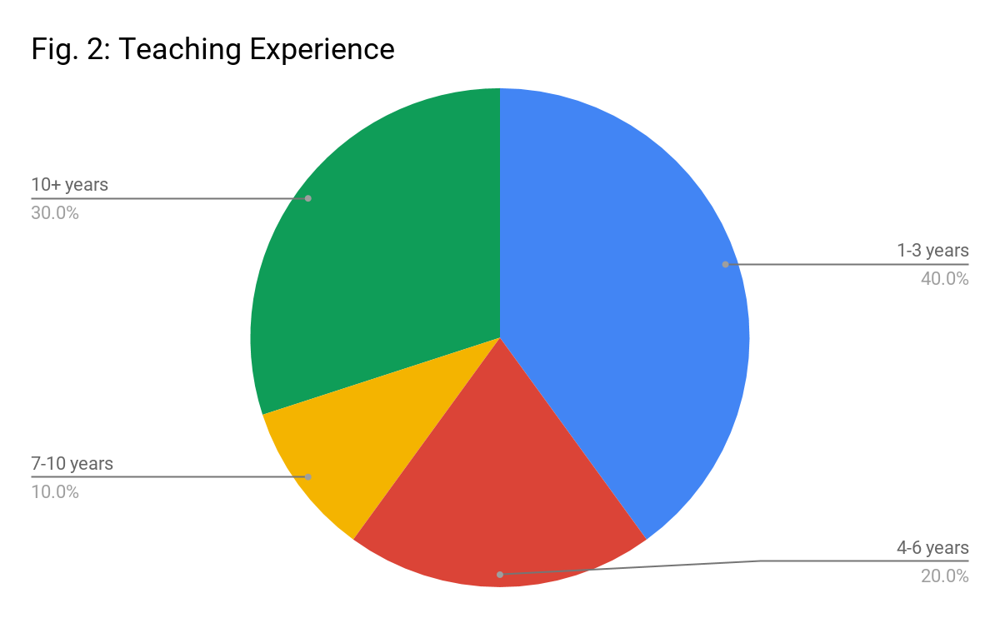 Fig. 2: Teaching Experience
10+ years
30.0%
1-3 years
40.0%
7-10 years
10.0%
4-6 years
20.0%